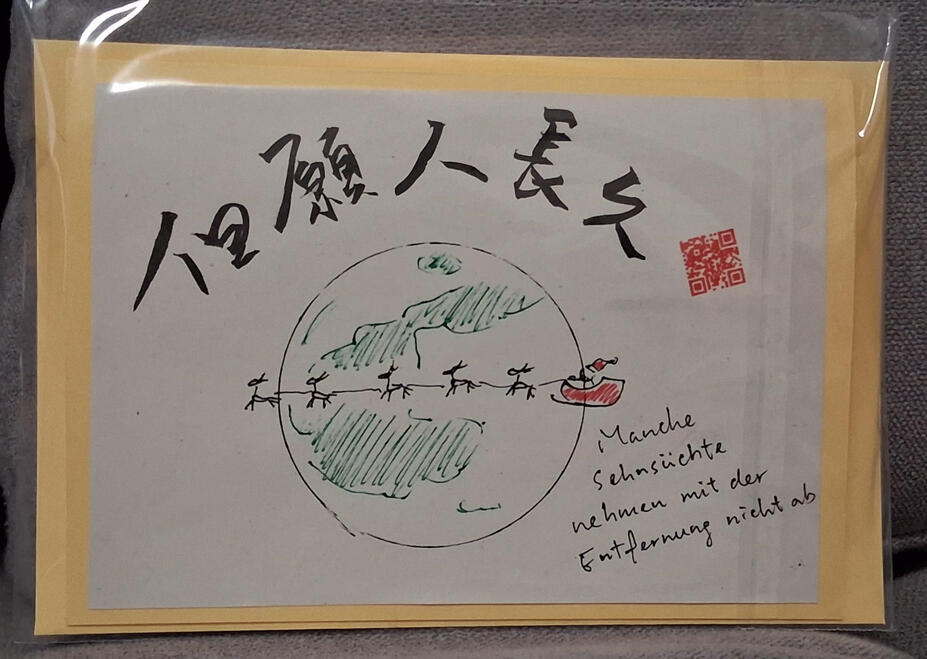 但願人長久
Manche
Sehnsüchte
nehmen mit der
Entfernung nicht ab